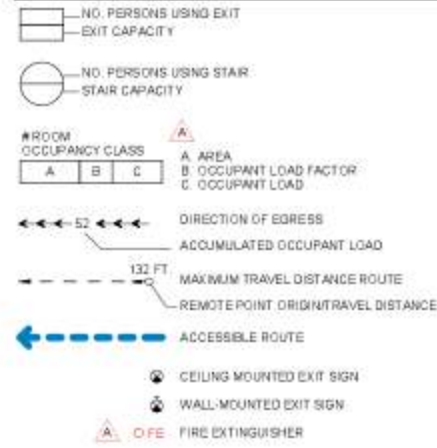 NO. PERSONS USING EXIT
EXIT CAPACITY
NO. PERSONS USING STAIR
STAIR CAPACITY
#ROOM
OCCUPANCY CLASS
A B C
A
A. AREA
B. OCCUPANT LOAD FACTOR
C. OCCUPANT LOAD
52
DIRECTION OF EGRESS
ACCUMULATED OCCUPANT LOAD
132 FT.
MAXIMUM TRAVEL DISTANCE ROUTE
REMOTE POINT ORIGIN/TRAVEL DISTANCE
ACCESSIBLE ROUTE
CEILING MOUNTED EXIT SIGN
WALL-MOUNTED EXIT SIGN
A O FE FIRE EXTINGUISHER